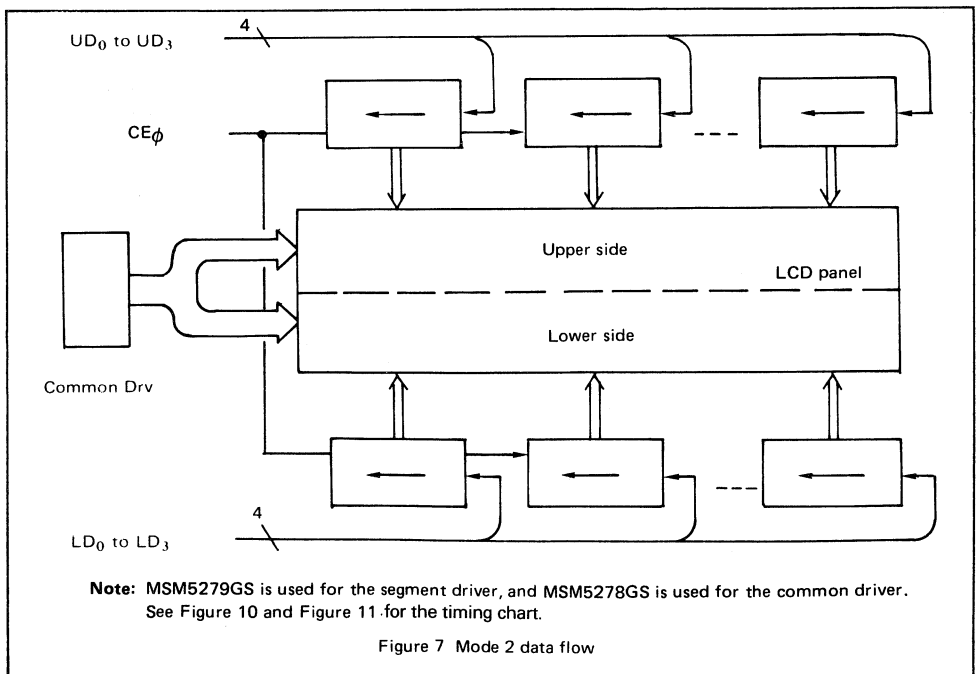 4
UD₀ to UD₃
CEϕ
Upper side
LCD panel
Lower side
Common Drv
4
LD₀ to LD₃
Note: MSM5279GS is used for the segment driver, and MSM5278GS is used for the common driver.
See Figure 10 and Figure 11 for the timing chart.
Figure 7 Mode 2 data flow